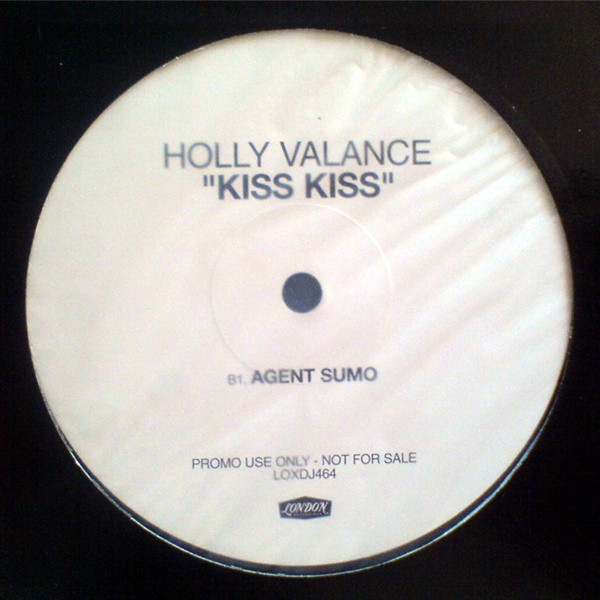 HOLLY VALANCE
"KISS KISS"
B1. AGENT SUMO
PROMO USE ONLY - NOT FOR SALE
LOXDJ464
LONDON